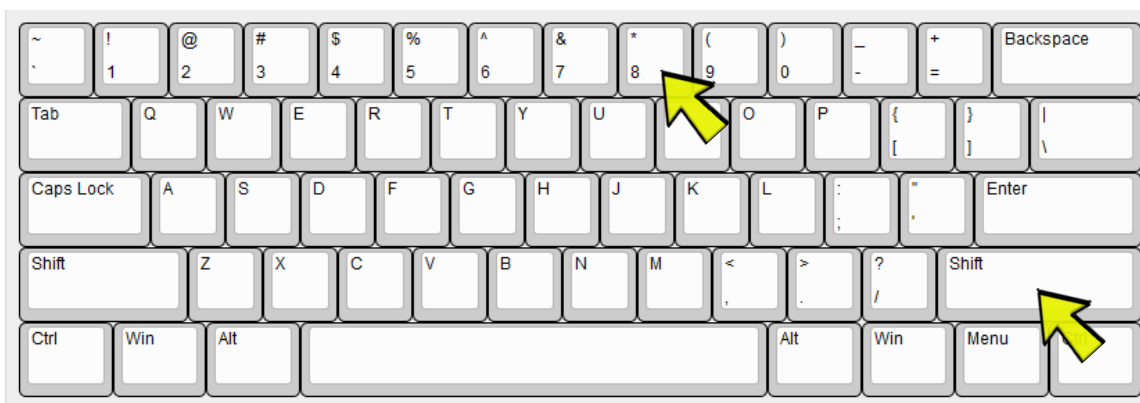 ~ ! @ # $ % ^ & * ( ) _ + Backspace
` 1 2 3 4 5 6 7 8 9 0 - =
Tab Q W E R T Y U O P { } |
[ ] \
Caps Lock A S D F G H J K L : " Enter
; '
Shift Z X C V B N M < > ? Shift
, . /
Ctrl Win Alt Alt Win Menu